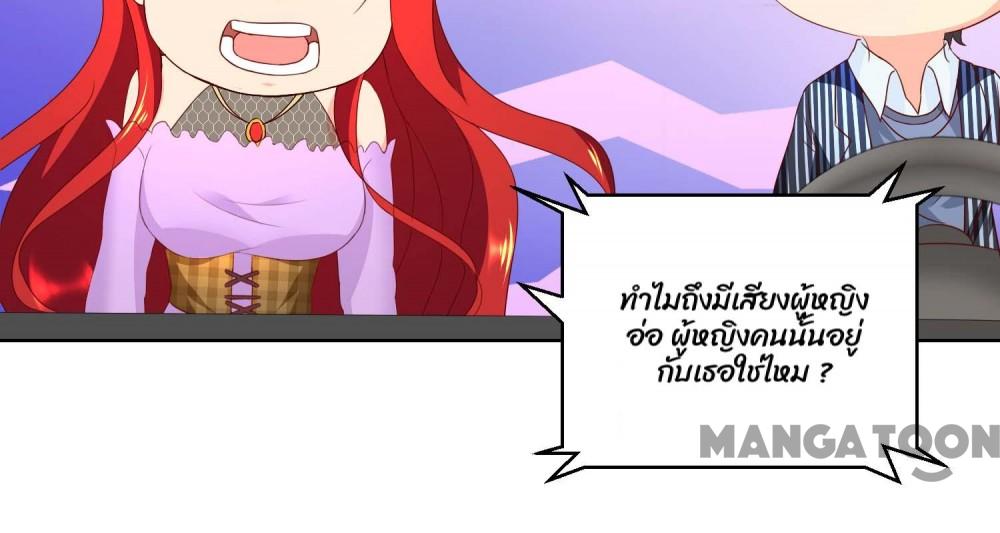 ทำไมถึงมีเสียงผู้หญิง
อ่อ ผู้หญิงคนนั้นอยู่
กับเธอใช่ไหม ?
MANGATOON